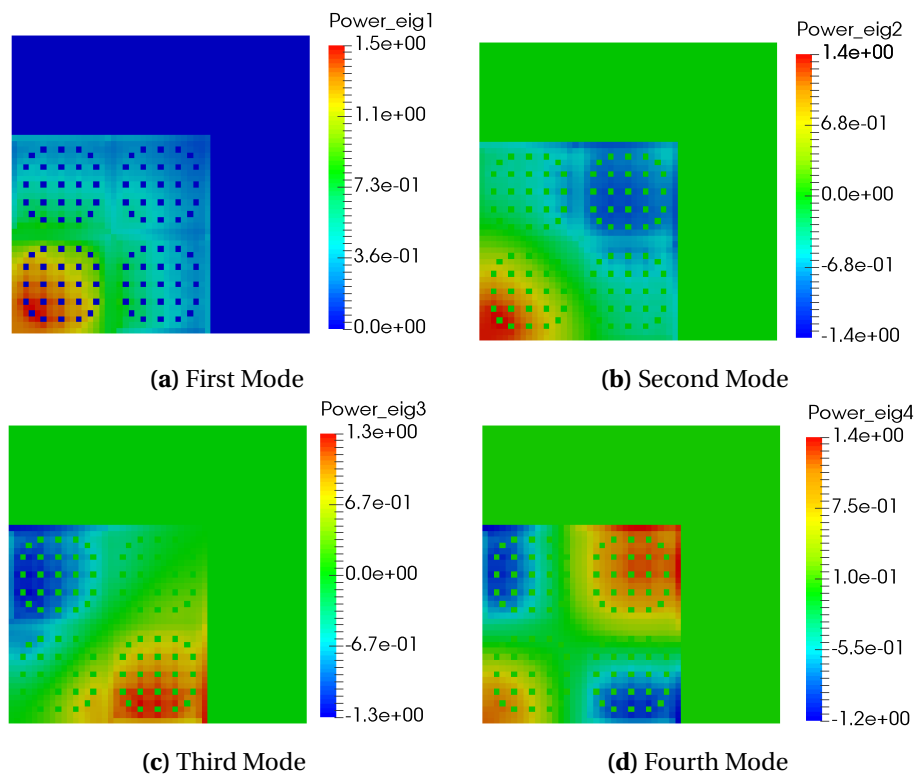 Power_eig1
1.5e+00
1.1e+00
7.3e-01
3.6e-01
0.0e+00
(a) First Mode
Power_eig2
1.4e+00
6.8e-01
0.0e+00
-6.8e-01
-1.4e+00
(b) Second Mode
Power_eig3
1.3e+00
6.7e-01
0.0e+00
-6.7e-01
-1.3e+00
(c) Third Mode
Power_eig4
1.4e+00
7.5e-01
1.0e-01
-5.5e-01
-1.2e+00
(d) Fourth Mode